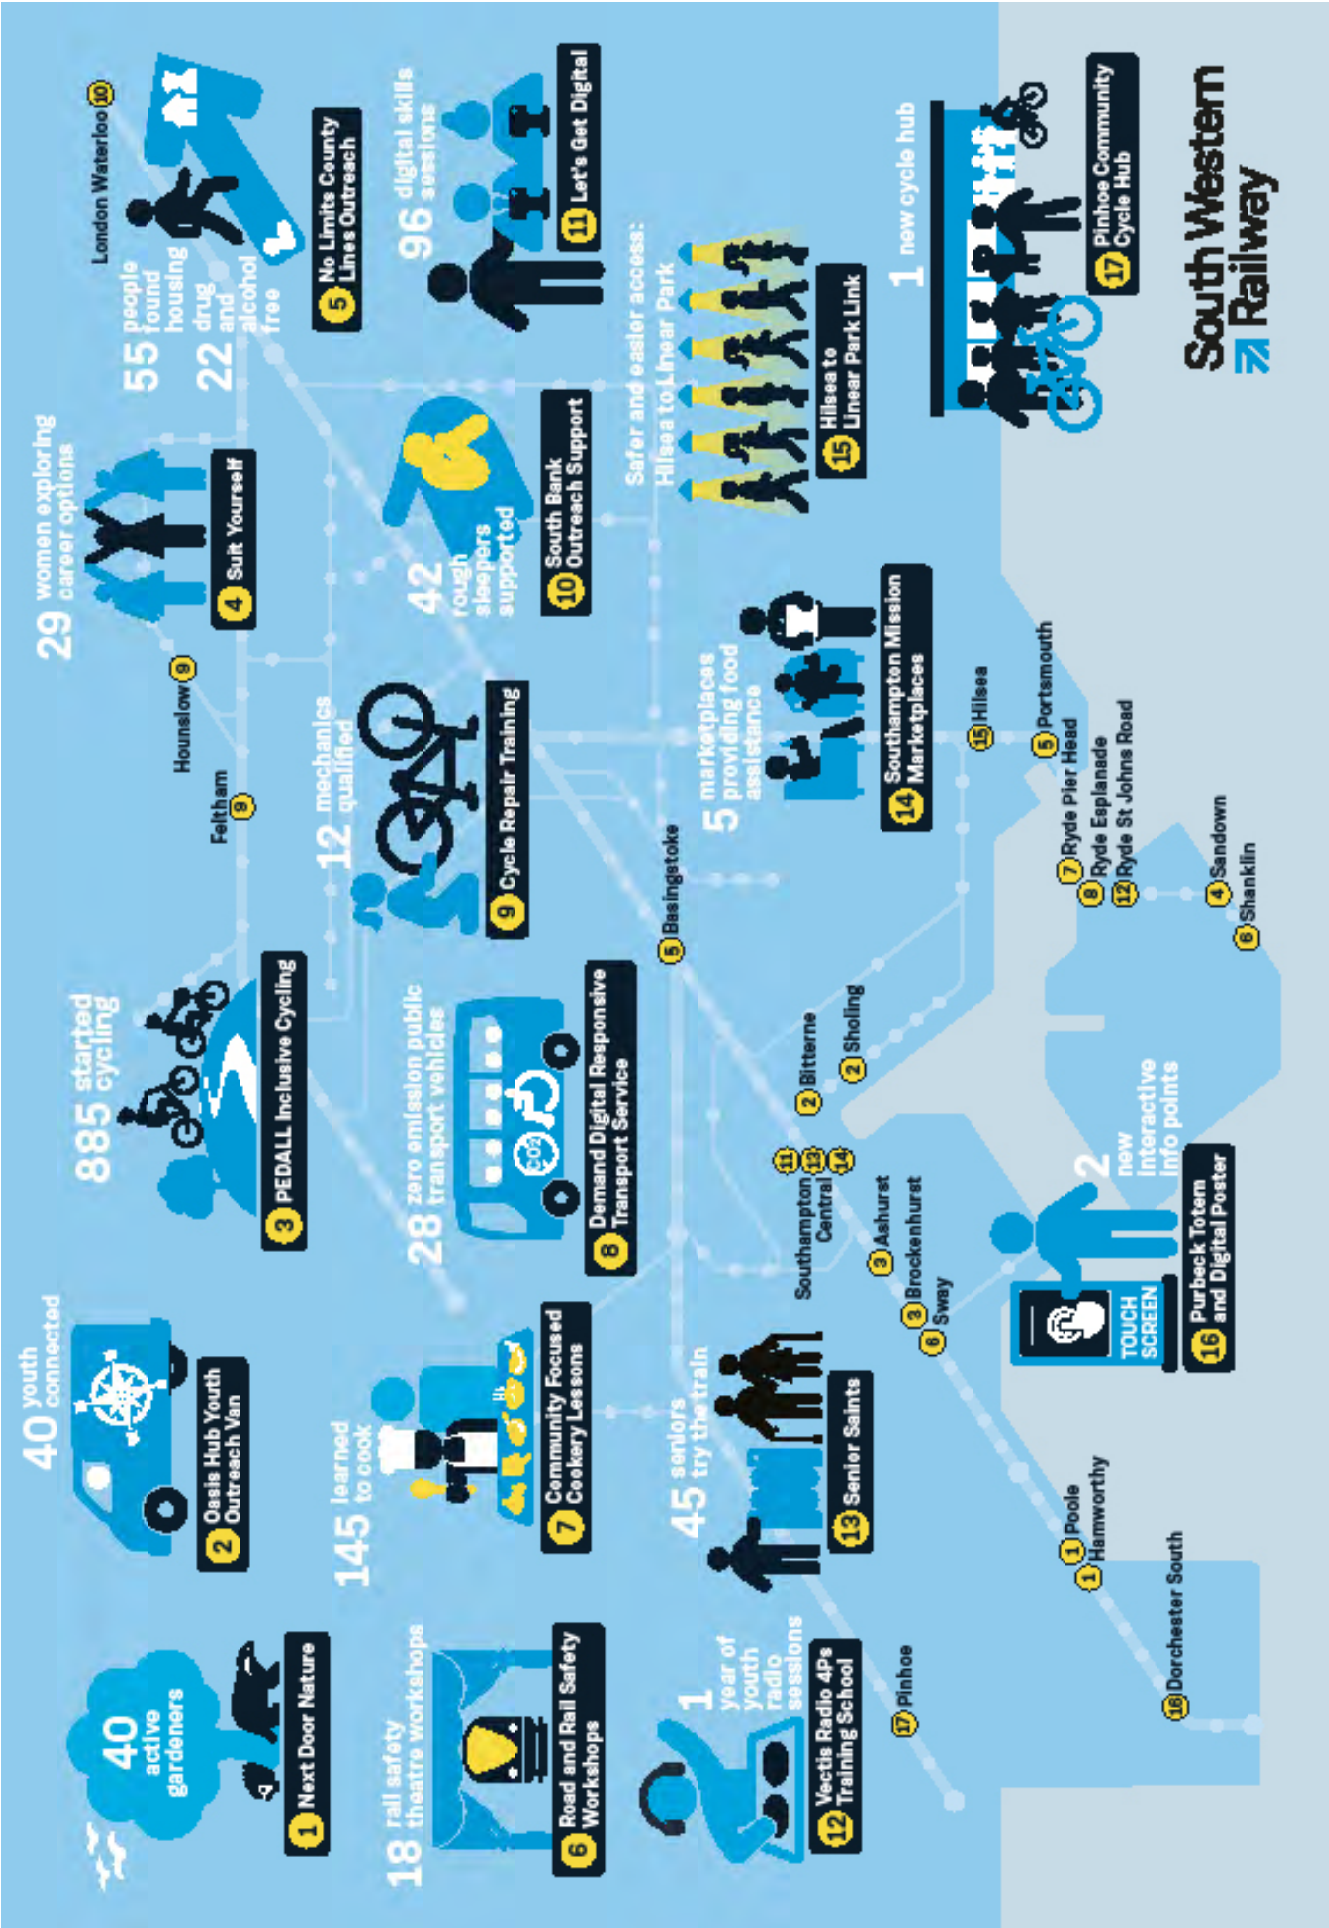 40 active
gardeners
1 Next Door Nature
40 youth
connected
2 Oasis Hub Youth
Outreach Van
885 started
cycling
3 PEDALL Inclusive Cycling
29 women exploring
career options
4 Suit Yourself
55 people
found
housing
22 drug
and
alcohol
free
5 No Limits County
Lines Outreach
18 rail safety
theatre workshops
6 Road and Rail Safety
Workshops
145 learned
to cook
7 Community Focused
Cookery Lessons
28 zero emission public
transport vehicles
CO2
8 Demand Digital Responsive
Transport Service
12 mechanics
qualified
9 Cycle Repair Training
42 rough
sleepers
supported
10 South Bank
Outreach Support
96 digital skills
sessions
11 Let's Get Digital
1 year of
youth
radio
sessions
12 Vectis Radio 4Ps
Training School
45 seniors
try the train
13 Senior Saints
5 marketplaces
providing food
assistance
14 Southampton Mission
Marketplaces
Safer and easier access:
Hilsea to Linear Park
15 Hilsea to
Linear Park Link
2 new
interactive
info points
TOUCH
SCREEN
16 Purbeck Totem
and Digital Poster
1 new cycle hub
17 Pinhoe Community
Cycle Hub
London Waterloo 10
Hounslow 9
Feltham
9
5 Basingstoke
2 Bitterne
2 Sholing
11
13
14
Southampton
Central
3 Ashurst
3 Brockenhurst
6 Sway
15 Hilsea
5 Portsmouth
7 Ryde Pier Head
8 Ryde Esplanade
12 Ryde St Johns Road
4 Sandown
6 Shanklin
1 Poole
1 Hamworthy
16 Dorchester South
17 Pinhoe
South Western
Railway